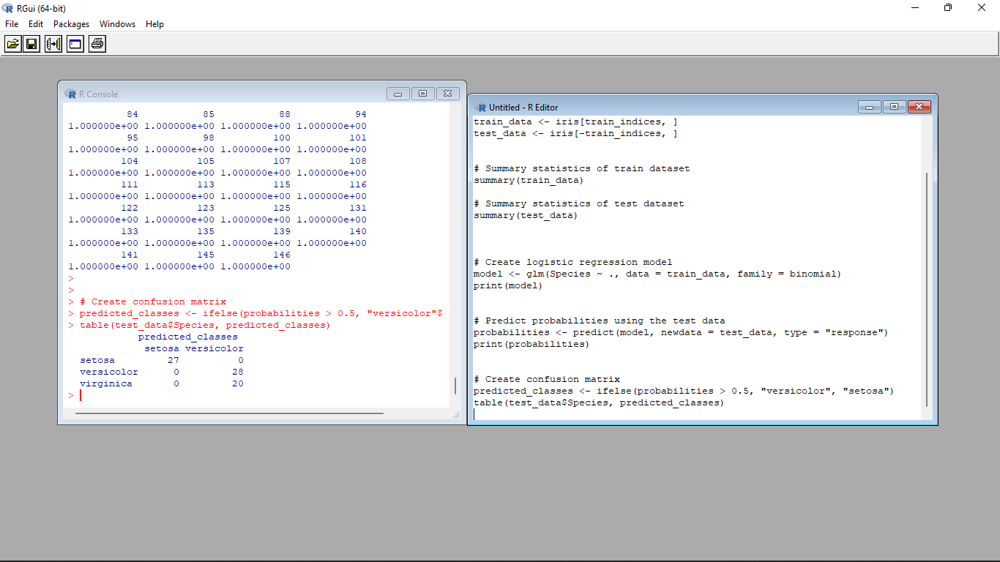 RGui (64-bit)
File Edit Packages Windows Help
R Console
84 85 88 94
1.000000e+00 1.000000e+00 1.000000e+00 1.000000e+00
95 98 100 101
1.000000e+00 1.000000e+00 1.000000e+00 1.000000e+00
104 105 107 108
1.000000e+00 1.000000e+00 1.000000e+00 1.000000e+00
111 113 115 116
1.000000e+00 1.000000e+00 1.000000e+00 1.000000e+00
122 123 125 131
1.000000e+00 1.000000e+00 1.000000e+00 1.000000e+00
133 135 139 140
1.000000e+00 1.000000e+00 1.000000e+00 1.000000e+00
141 145 146
1.000000e+00 1.000000e+00 1.000000e+00
>
>
> # Create confusion matrix
> predicted_classes <- ifelse(probabilities > 0.5, "versicolor"$
> table(test_data$Species, predicted_classes)
predicted_classes
setosa versicolor
setosa 27 0
versicolor 0 28
virginica 0 20
>
Untitled - R Editor
train_data <- iris[train_indices, ]
test_data <- iris[-train_indices, ]
# Summary statistics of train dataset
summary(train_data)
# Summary statistics of test dataset
summary(test_data)
# Create logistic regression model
model <- glm(Species ~ ., data = train_data, family = binomial)
print(model)
# Predict probabilities using the test data
probabilities <- predict(model, newdata = test_data, type = "response")
print(probabilities)
# Create confusion matrix
predicted_classes <- ifelse(probabilities > 0.5, "versicolor", "setosa")
table(test_data$Species, predicted_classes)